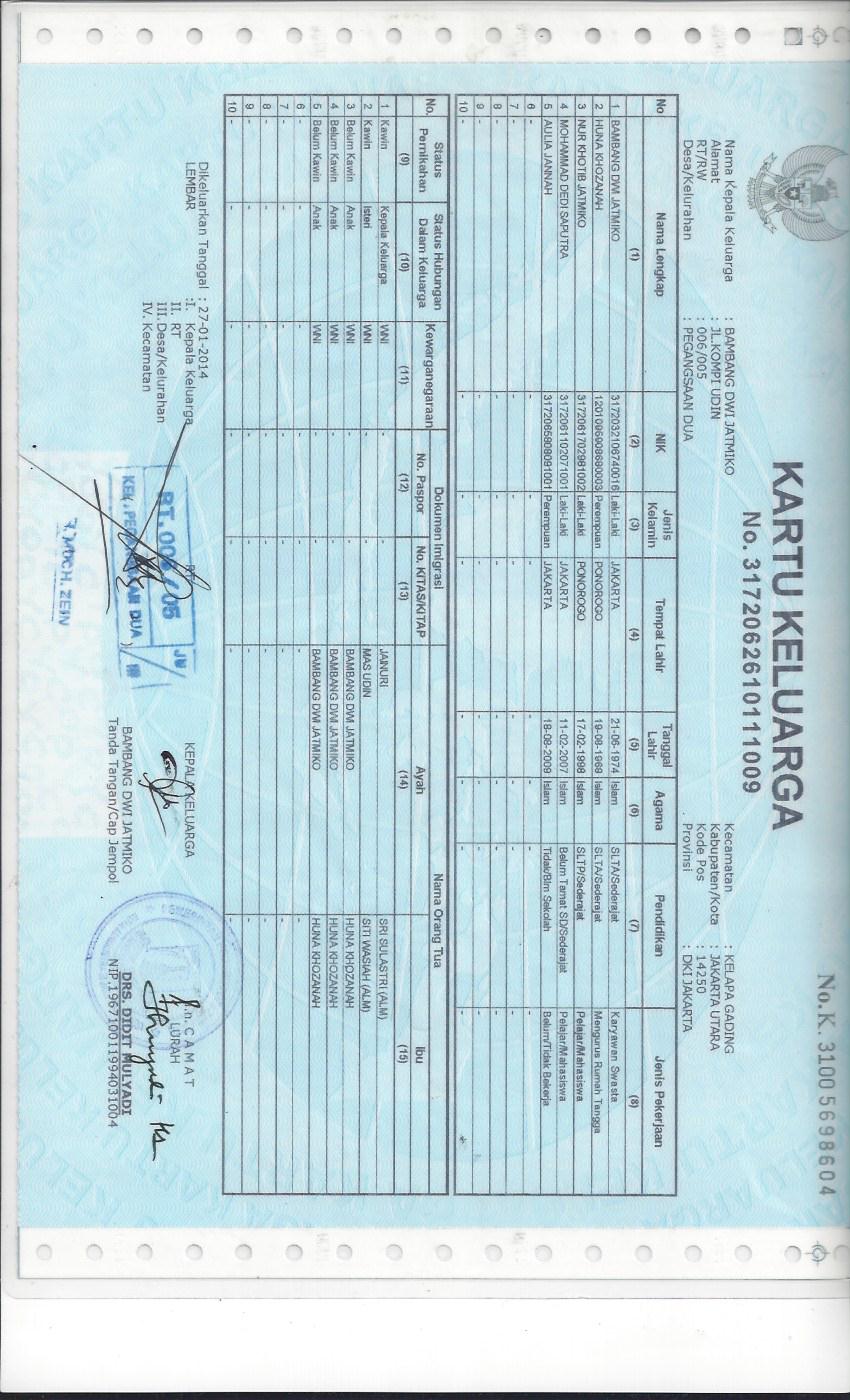 No.K. 3100 5698604
KARTU KELUARGA
No. 3172062610111009
Nama Kepala Keluarga : BAMBANG DWI JATMIKO
Alamat : JL.KOMPI UDIN
RT/RW : 006/005
Desa/Kelurahan : PEGANGSAAN DUA
Kecamatan : KELAPA GADING
Kabupaten/Kota : JAKARTA UTARA
Kode Pos : 14250
Provinsi : DKI JAKARTA
No Nama Lengkap NIK Jenis Kelamin Tempat Lahir Tanggal Lahir Agama Pendidikan Jenis Pekerjaan
(1) (2) (3) (4) (5) (6) (7) (8)
1 BAMBANG DWI JATMIKO 3172032106740016 Laki-Laki JAKARTA 21-06-1974 Islam SLTA/Sederajat Karyawan Swasta
2 HUNA KHOZANAH 1201095908680003 Perempuan PONOROGO 19-08-1968 Islam SLTA/Sederajat Mengurus Rumah Tangga
3 NUR KHOTIB JATMIKO 3172061702981002 Laki-Laki PONOROGO 17-02-1998 Islam SLTP/Sederajat Pelajar/Mahasiswa
4 MOHAMMAD DEDI SAPUTRA 3172061102071001 Laki-Laki JAKARTA 11-02-2007 Islam Belum Tamat SD/Sederajat Pelajar/Mahasiswa
5 AULIA JANNAH 3172065808091001 Perempuan JAKARTA 18-08-2009 Islam Tidak/Blm Sekolah Belum/Tidak Bekerja
6 - - - - - - - -
7 - - - - - - - -
8 - - - - - - - -
9 - - - - - - - -
10 - - - - - - - -
No. Status Pernikahan Status Hubungan Dalam Keluarga Kewarganegaraan Dokumen Imigrasi Nama Orang Tua
No. Paspor No. KITAS/KITAP Ayah Ibu
(9) (10) (11) (12) (13) (14) (15)
1 Kawin Kepala Keluarga WNI - - JAINURI SRI SULASTRI (ALM)
2 Kawin Isteri WNI - - MAS UDIN SITI WASIAH (ALM)
3 Belum Kawin Anak WNI - - BAMBANG DWI JATMIKO HUNA KHOZANAH
4 Belum Kawin Anak WNI - - BAMBANG DWI JATMIKO HUNA KHOZANAH
5 Belum Kawin Anak WNI - - BAMBANG DWI JATMIKO HUNA KHOZANAH
6 - - - - - - -
7 - - - - - - -
8 - - - - - - -
9 - - - - - - -
10 - - - - - - -
Dikeluarkan Tanggal : 27-01-2014
LEMBAR :I. Kepala Keluarga
II. RT
III. Desa/Kelurahan
IV. Kecamatan
RT. 006 / 05
JU
DUA
MOCH. ZEIN
KEPALA KELUARGA
BAMBANG DWI JATMIKO
Tanda Tangan/Cap Jempol
a.n. CAMAT
LURAH
DRS. DIDIT MULYADI
NIP.196710011994031004